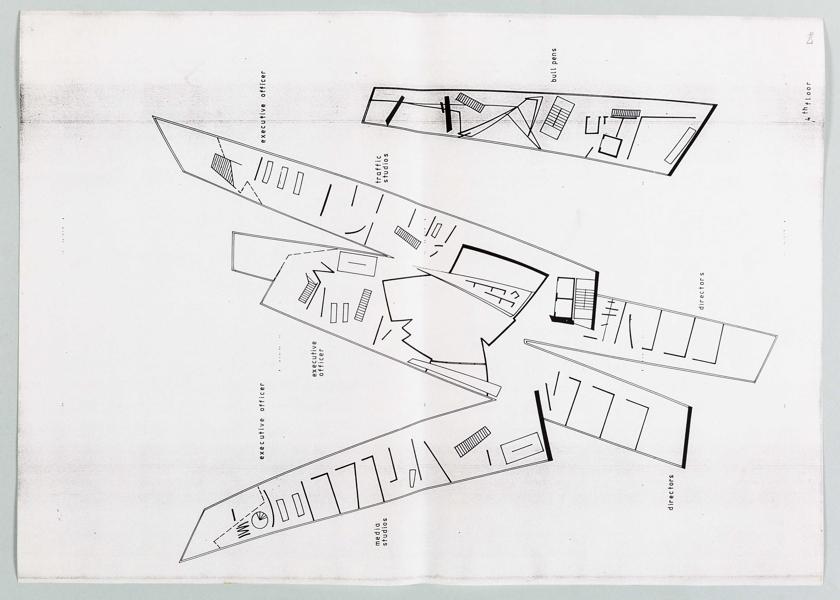 4th floor
bull pens
executive officer
traffic
studios
directors
executive
officer
executive officer
directors
media
studios